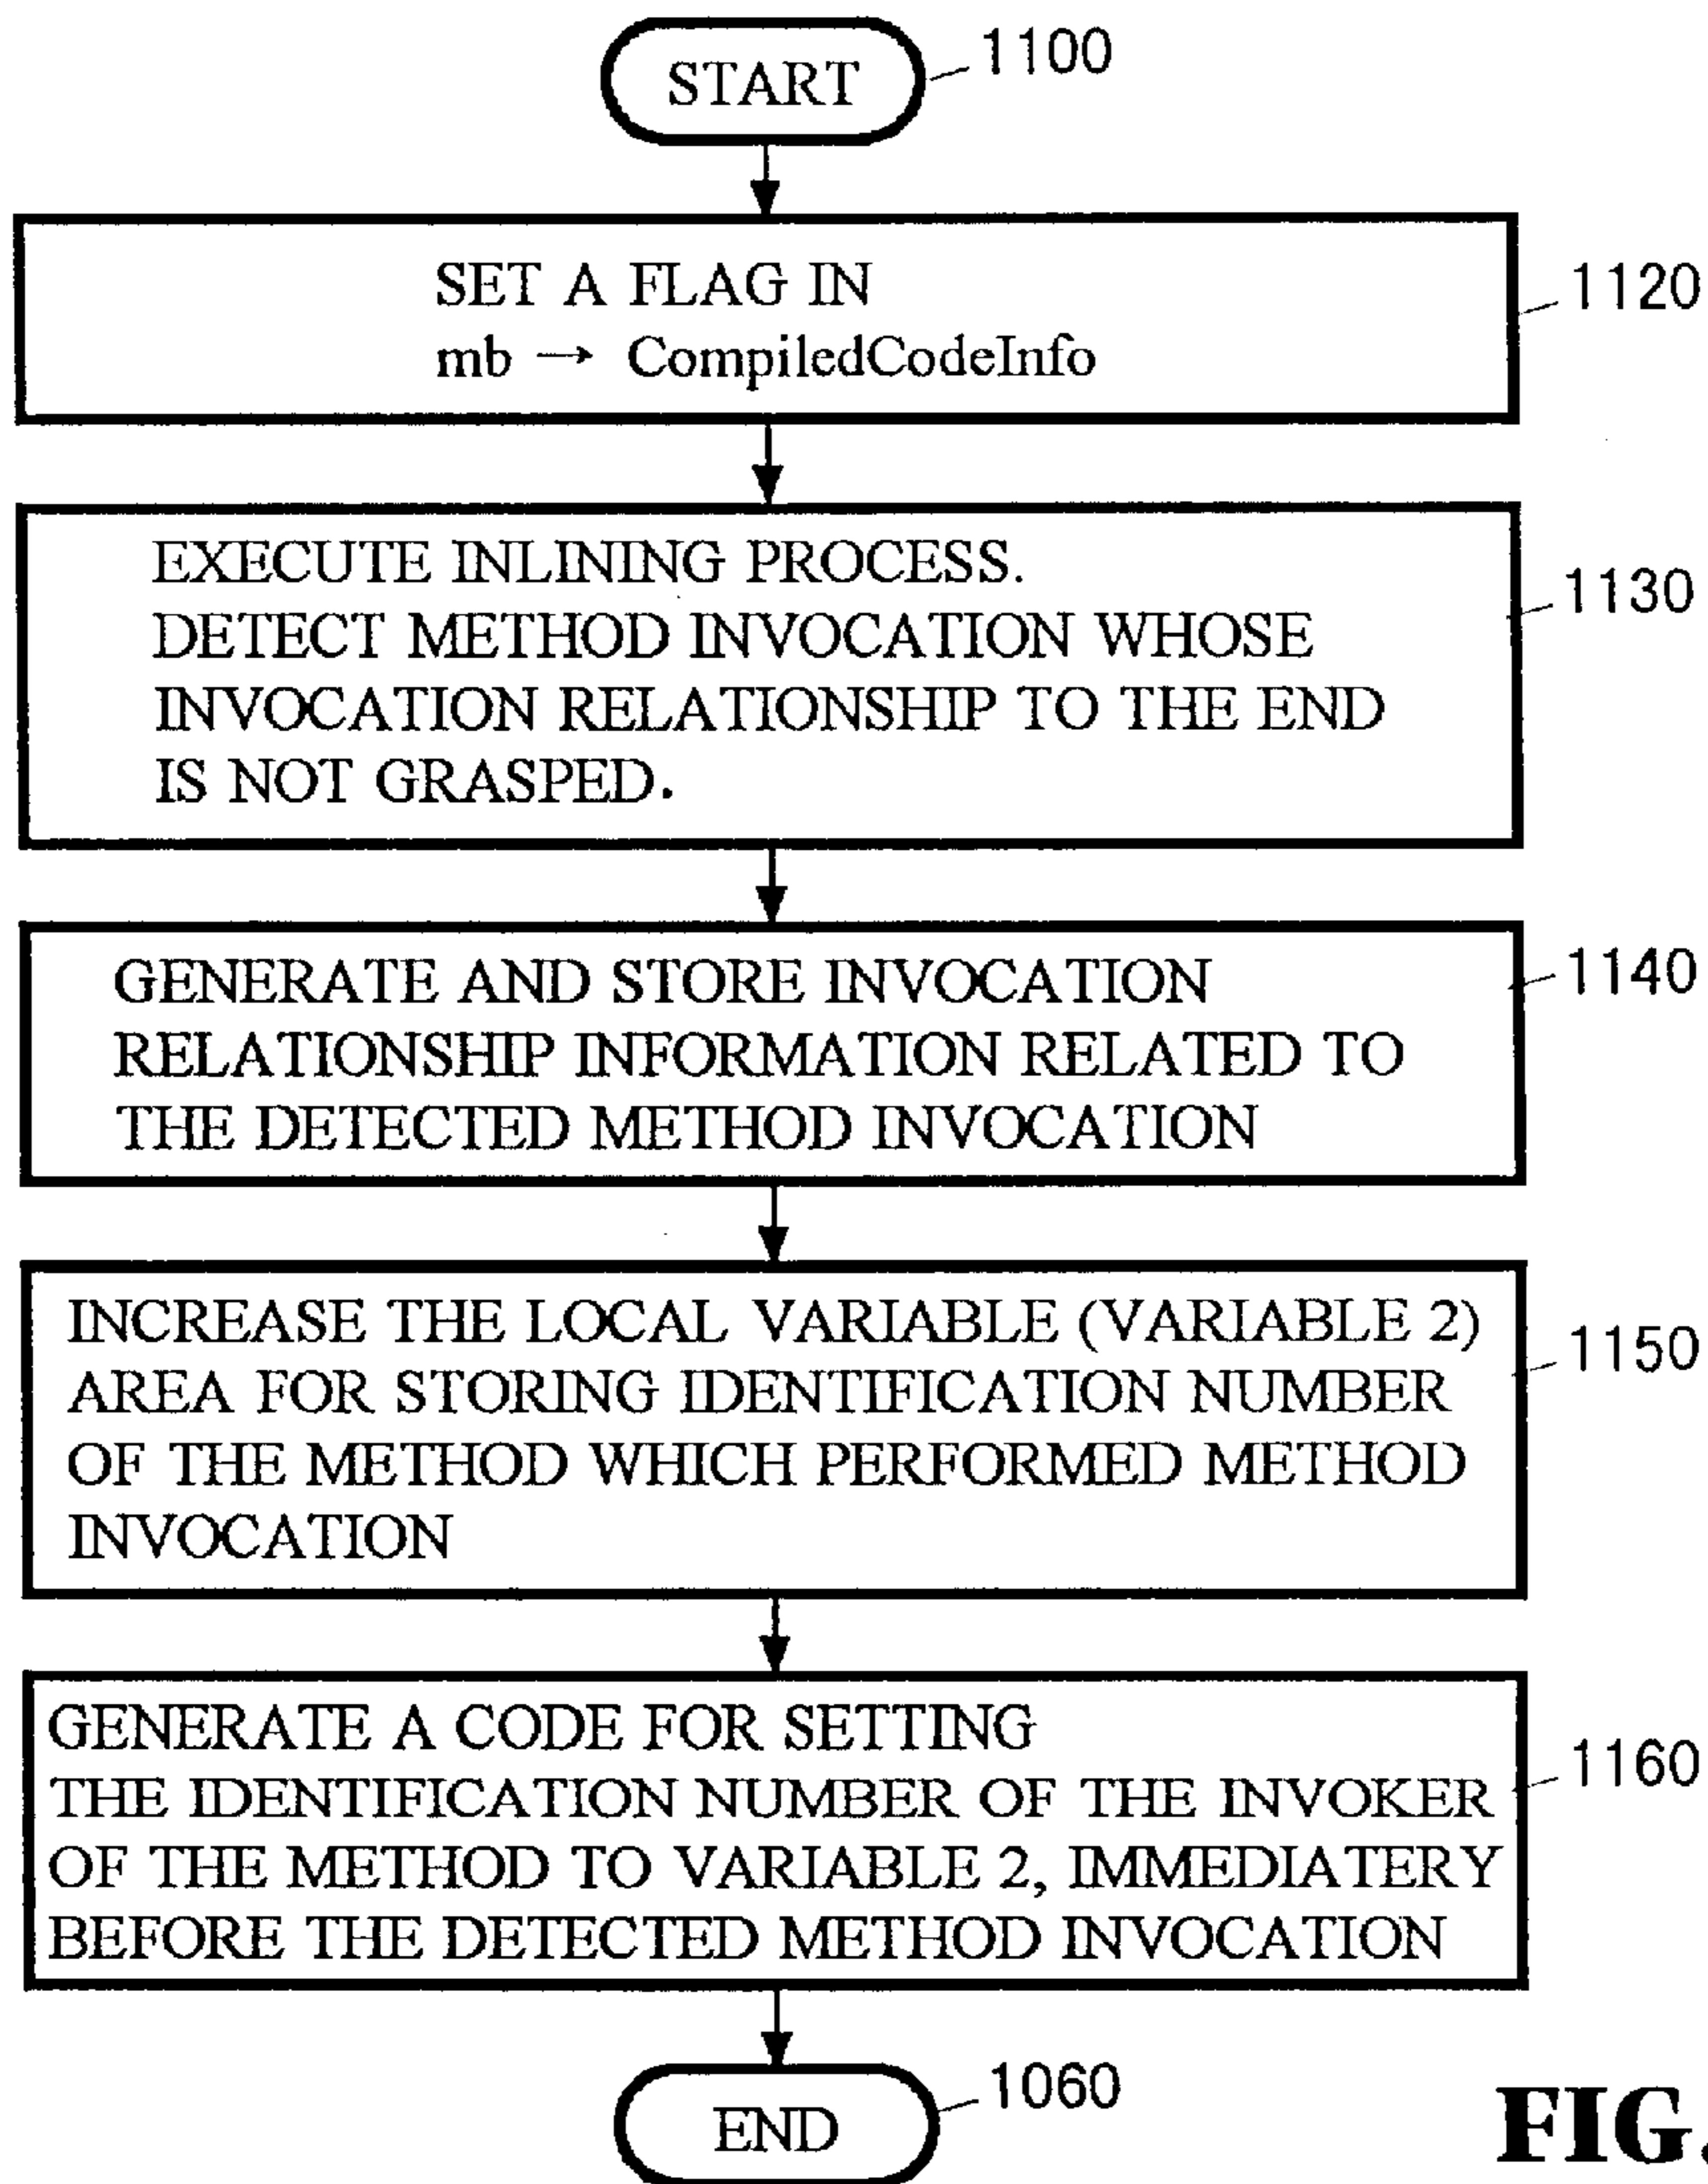 START
1100
SET A FLAG IN
mb → CompiledCodeInfo
1120
EXECUTE INLINING PROCESS.
DETECT METHOD INVOCATION WHOSE
INVOCATION RELATIONSHIP TO THE END
IS NOT GRASPED.
1130
GENERATE AND STORE INVOCATION
RELATIONSHIP INFORMATION RELATED TO
THE DETECTED METHOD INVOCATION
1140
INCREASE THE LOCAL VARIABLE (VARIABLE 2)
AREA FOR STORING IDENTIFICATION NUMBER
OF THE METHOD WHICH PERFORMED METHOD
INVOCATION
1150
GENERATE A CODE FOR SETTING
THE IDENTIFICATION NUMBER OF THE INVOKER
OF THE METHOD TO VARIABLE 2, IMMEDIATERY
BEFORE THE DETECTED METHOD INVOCATION
1160
END
1060
FIG.